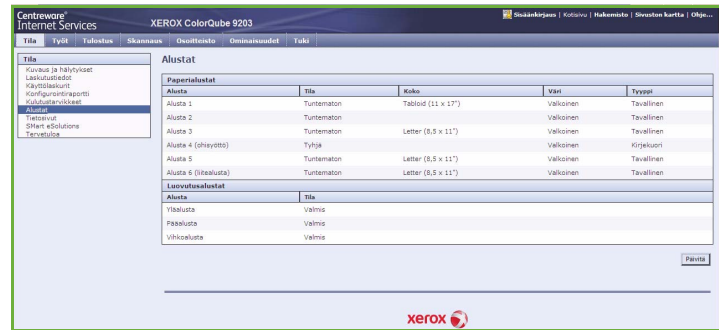 Centreware®
Internet Services
XEROX ColorQube 9203
Sisäänkirjaus | Kotisivu | Hakemisto | Sivuston kartta | Ohje...
Tila Työt Tulostus Skannaus Osoitteisto Ominaisuudet Tuki
Tila
Kuvaus ja hälytykset
Laskutustiedot
Käyttölaskurit
Konfigurointiraportti
Kulutustarvikkeet
Alustat
Tietosivut
SMart eSolutions
Tervetuloa
Alustat
Paperialustat
Alusta Tila Koko Väri Tyyppi
Alusta 1 Tuntematon Tabloid (11 x 17") Valkoinen Tavallinen
Alusta 2 Tuntematon Valkoinen Tavallinen
Alusta 3 Tuntematon Letter (8,5 x 11") Valkoinen Tavallinen
Alusta 4 (ohisyöttö) Tyhjä Valkoinen Kirjekuori
Alusta 5 Tuntematon Letter (8,5 x 11") Valkoinen Tavallinen
Alusta 6 (liitealusta) Tuntematon Letter (8,5 x 11") Valkoinen Tavallinen
Luovutusalustat
Alusta Tila
Yläalusta Valmis
Pääalusta Valmis
Vihkoalusta Valmis
Päivitä
xerox